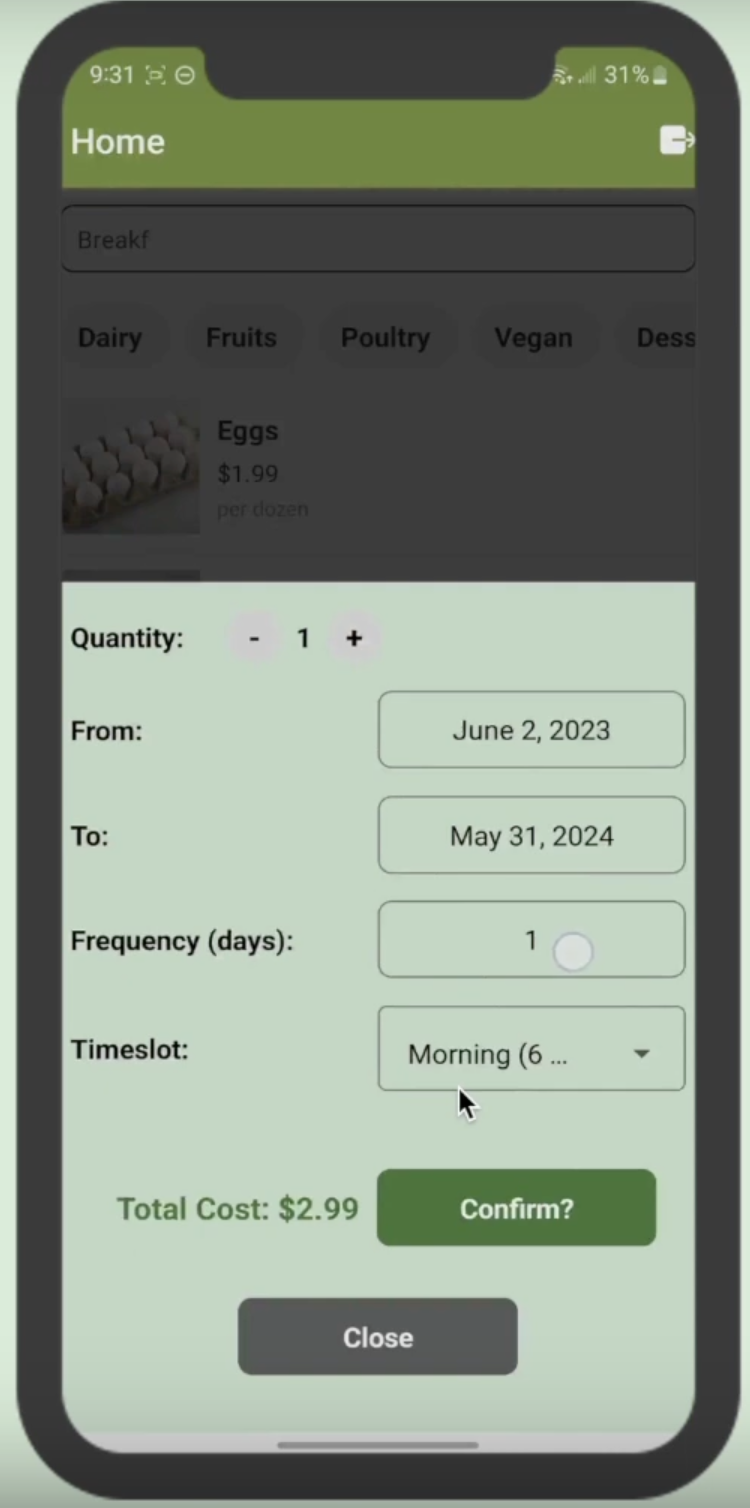 9:31 31%
Home
Breakf
Dairy Fruits Poultry Vegan Dess
Eggs
$1.99
per dozen
Quantity: - 1 +
From: June 2, 2023
To: May 31, 2024
Frequency (days): 1
Timeslot: Morning (6 ...
Total Cost: $2.99 Confirm?
Close